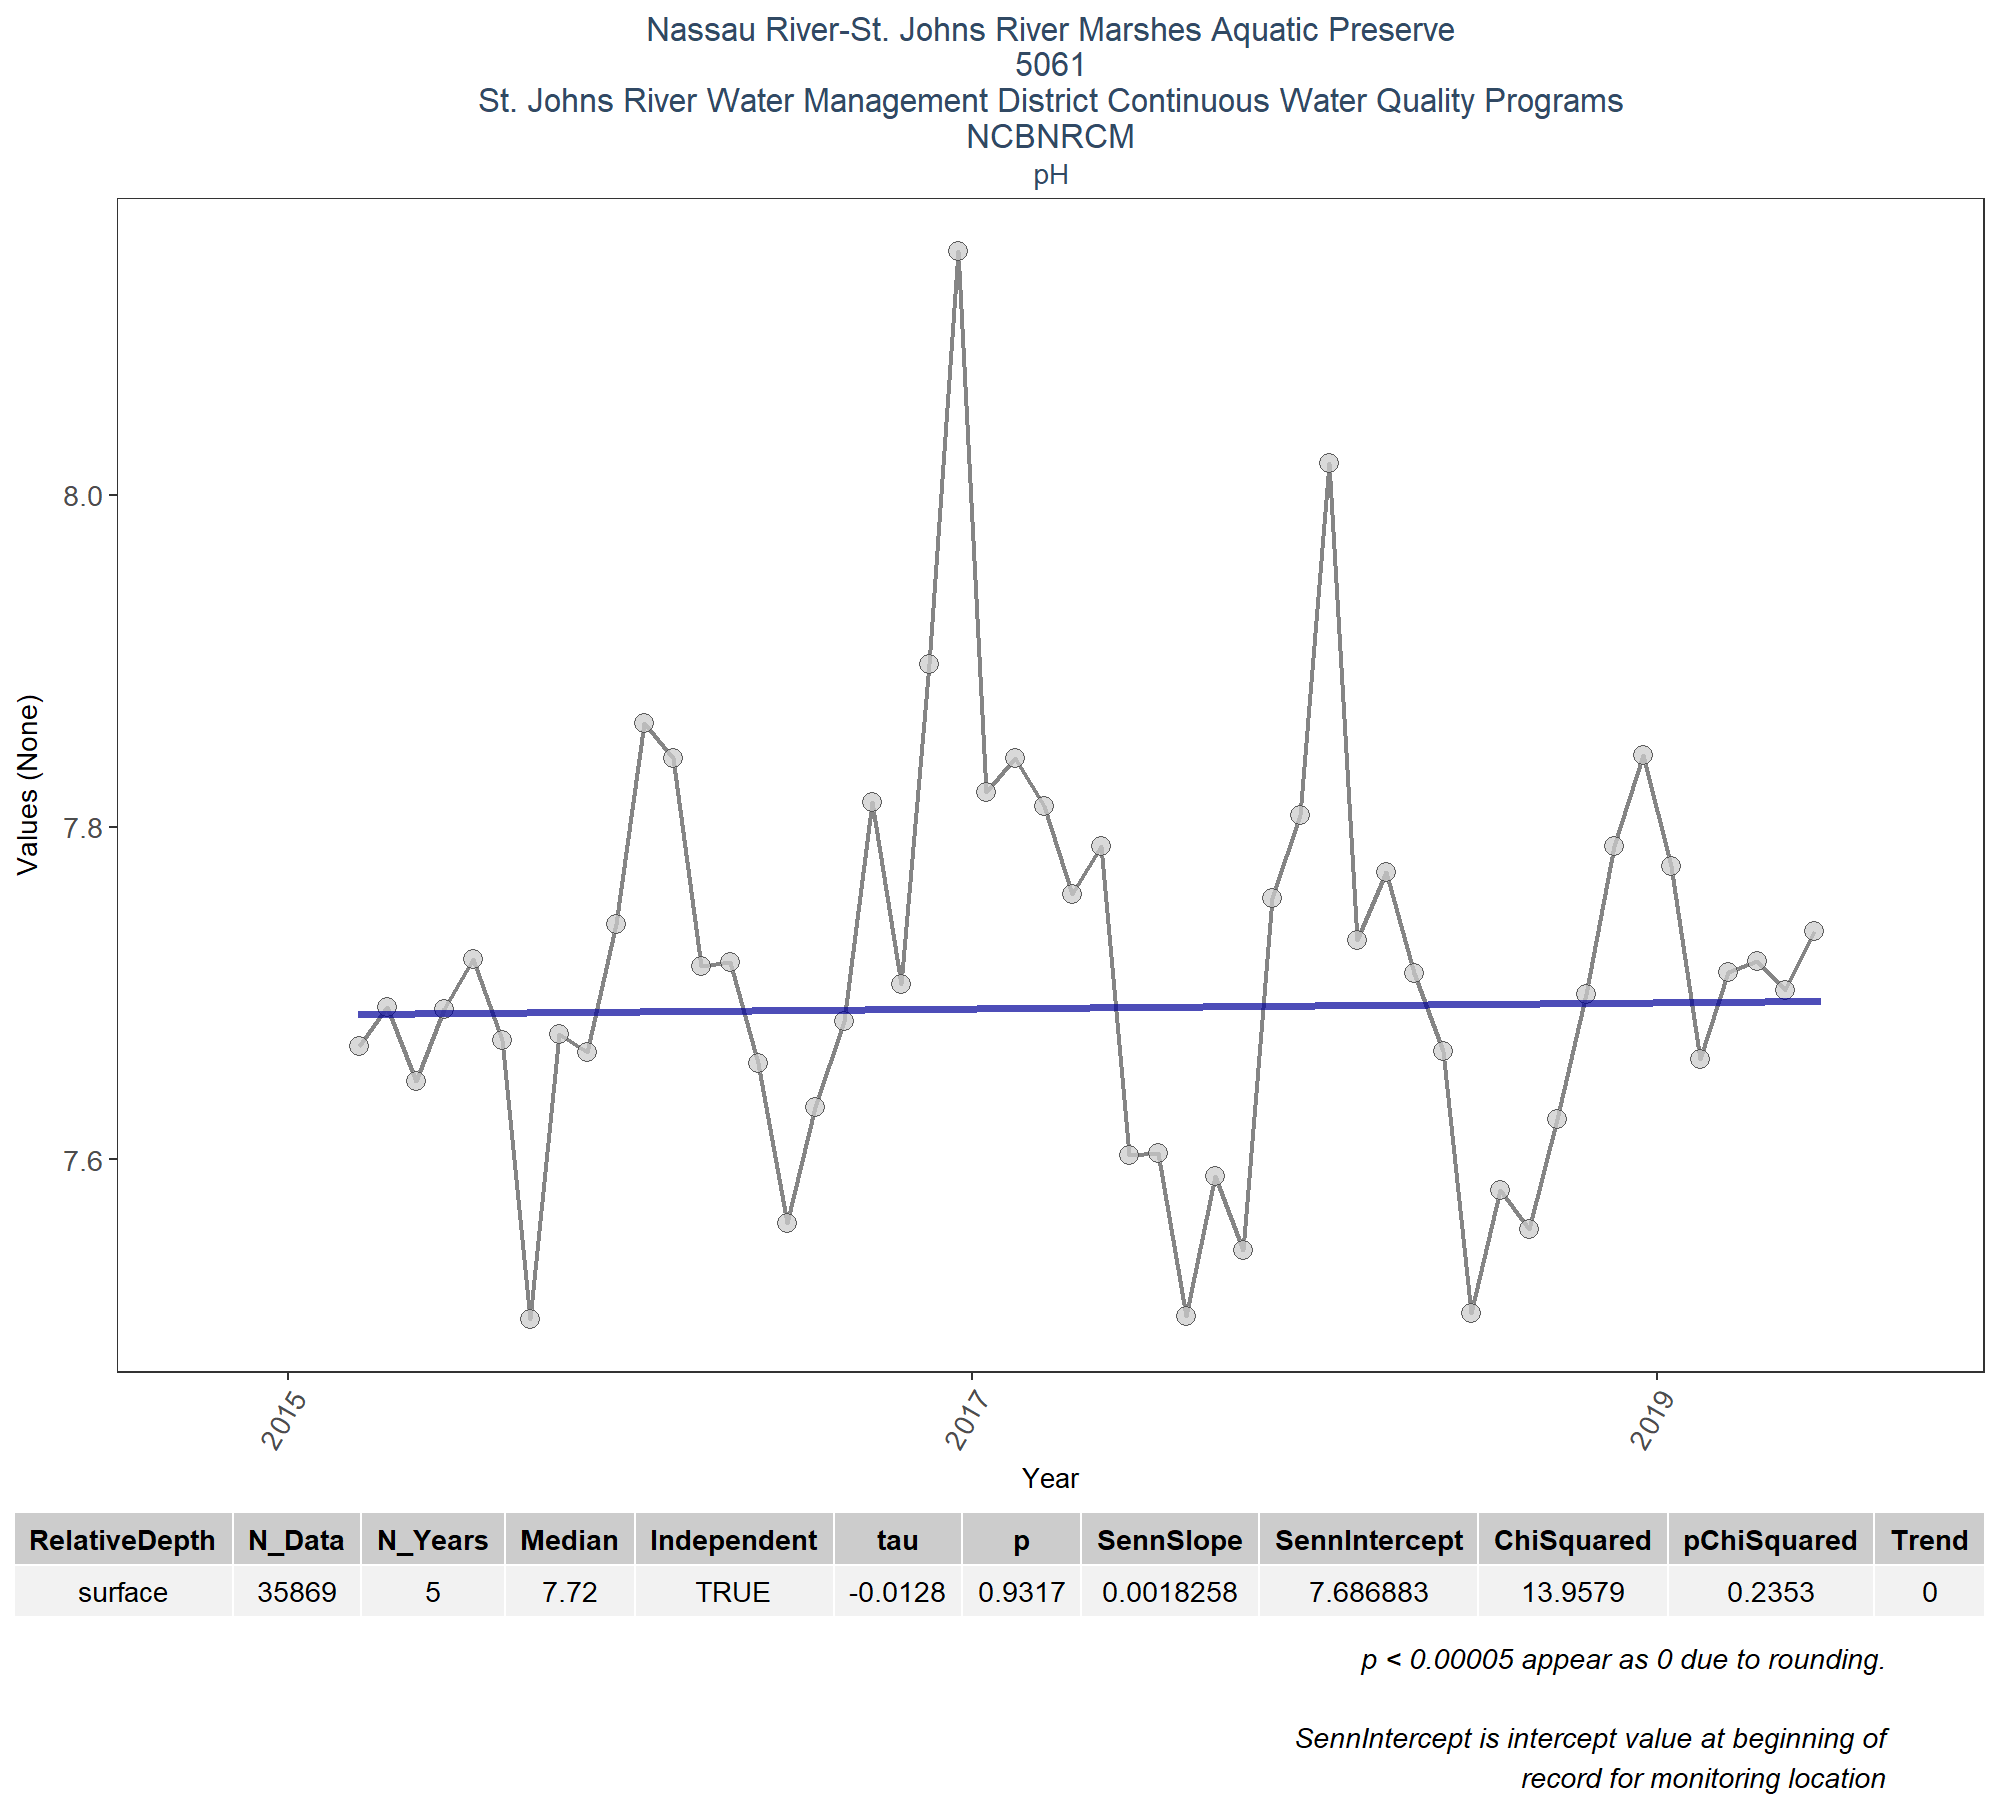 Nassau River-St. Johns River Marshes Aquatic Preserve
5061
St. Johns River Water Management District Continuous Water Quality Programs
NCBNRCM
pH
Values (None)
8.0
7.8
7.6
2015
2017
2019
Year
RelativeDepth N_Data N_Years Median Independent tau p SennSlope SennIntercept ChiSquared pChiSquared Trend
surface 35869 5 7.72 TRUE -0.0128 0.9317 0.0018258 7.686883 13.9579 0.2353 0
p < 0.00005 appear as 0 due to rounding.
SennIntercept is intercept value at beginning of
record for monitoring location